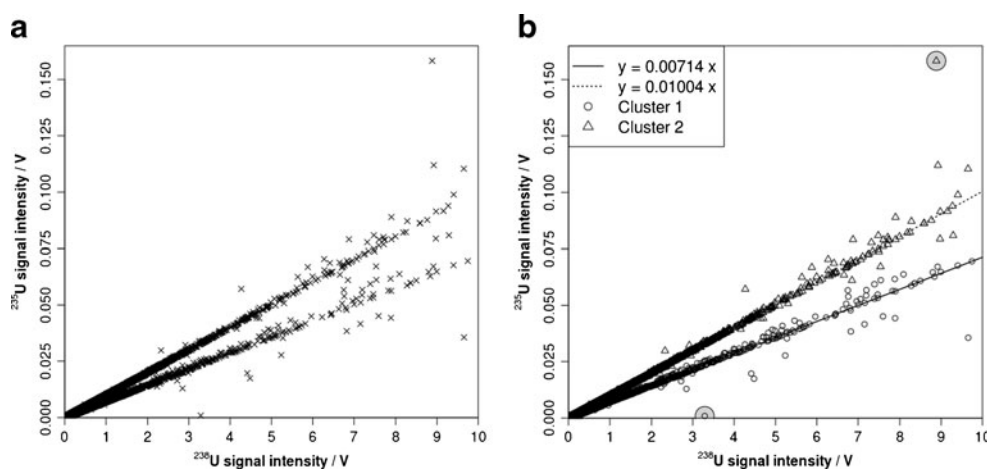 a
0.000 0.025 0.050 0.075 0.100 0.125 0.150
²³⁵U signal intensity / V
0 1 2 3 4 5 6 7 8 9 10
²³⁸U signal intensity / V
b
y = 0.00714 x
y = 0.01004 x
Cluster 1
Cluster 2
0.000 0.025 0.050 0.075 0.100 0.125 0.150
²³⁵U signal intensity / V
0 1 2 3 4 5 6 7 8 9 10
²³⁸U signal intensity / V